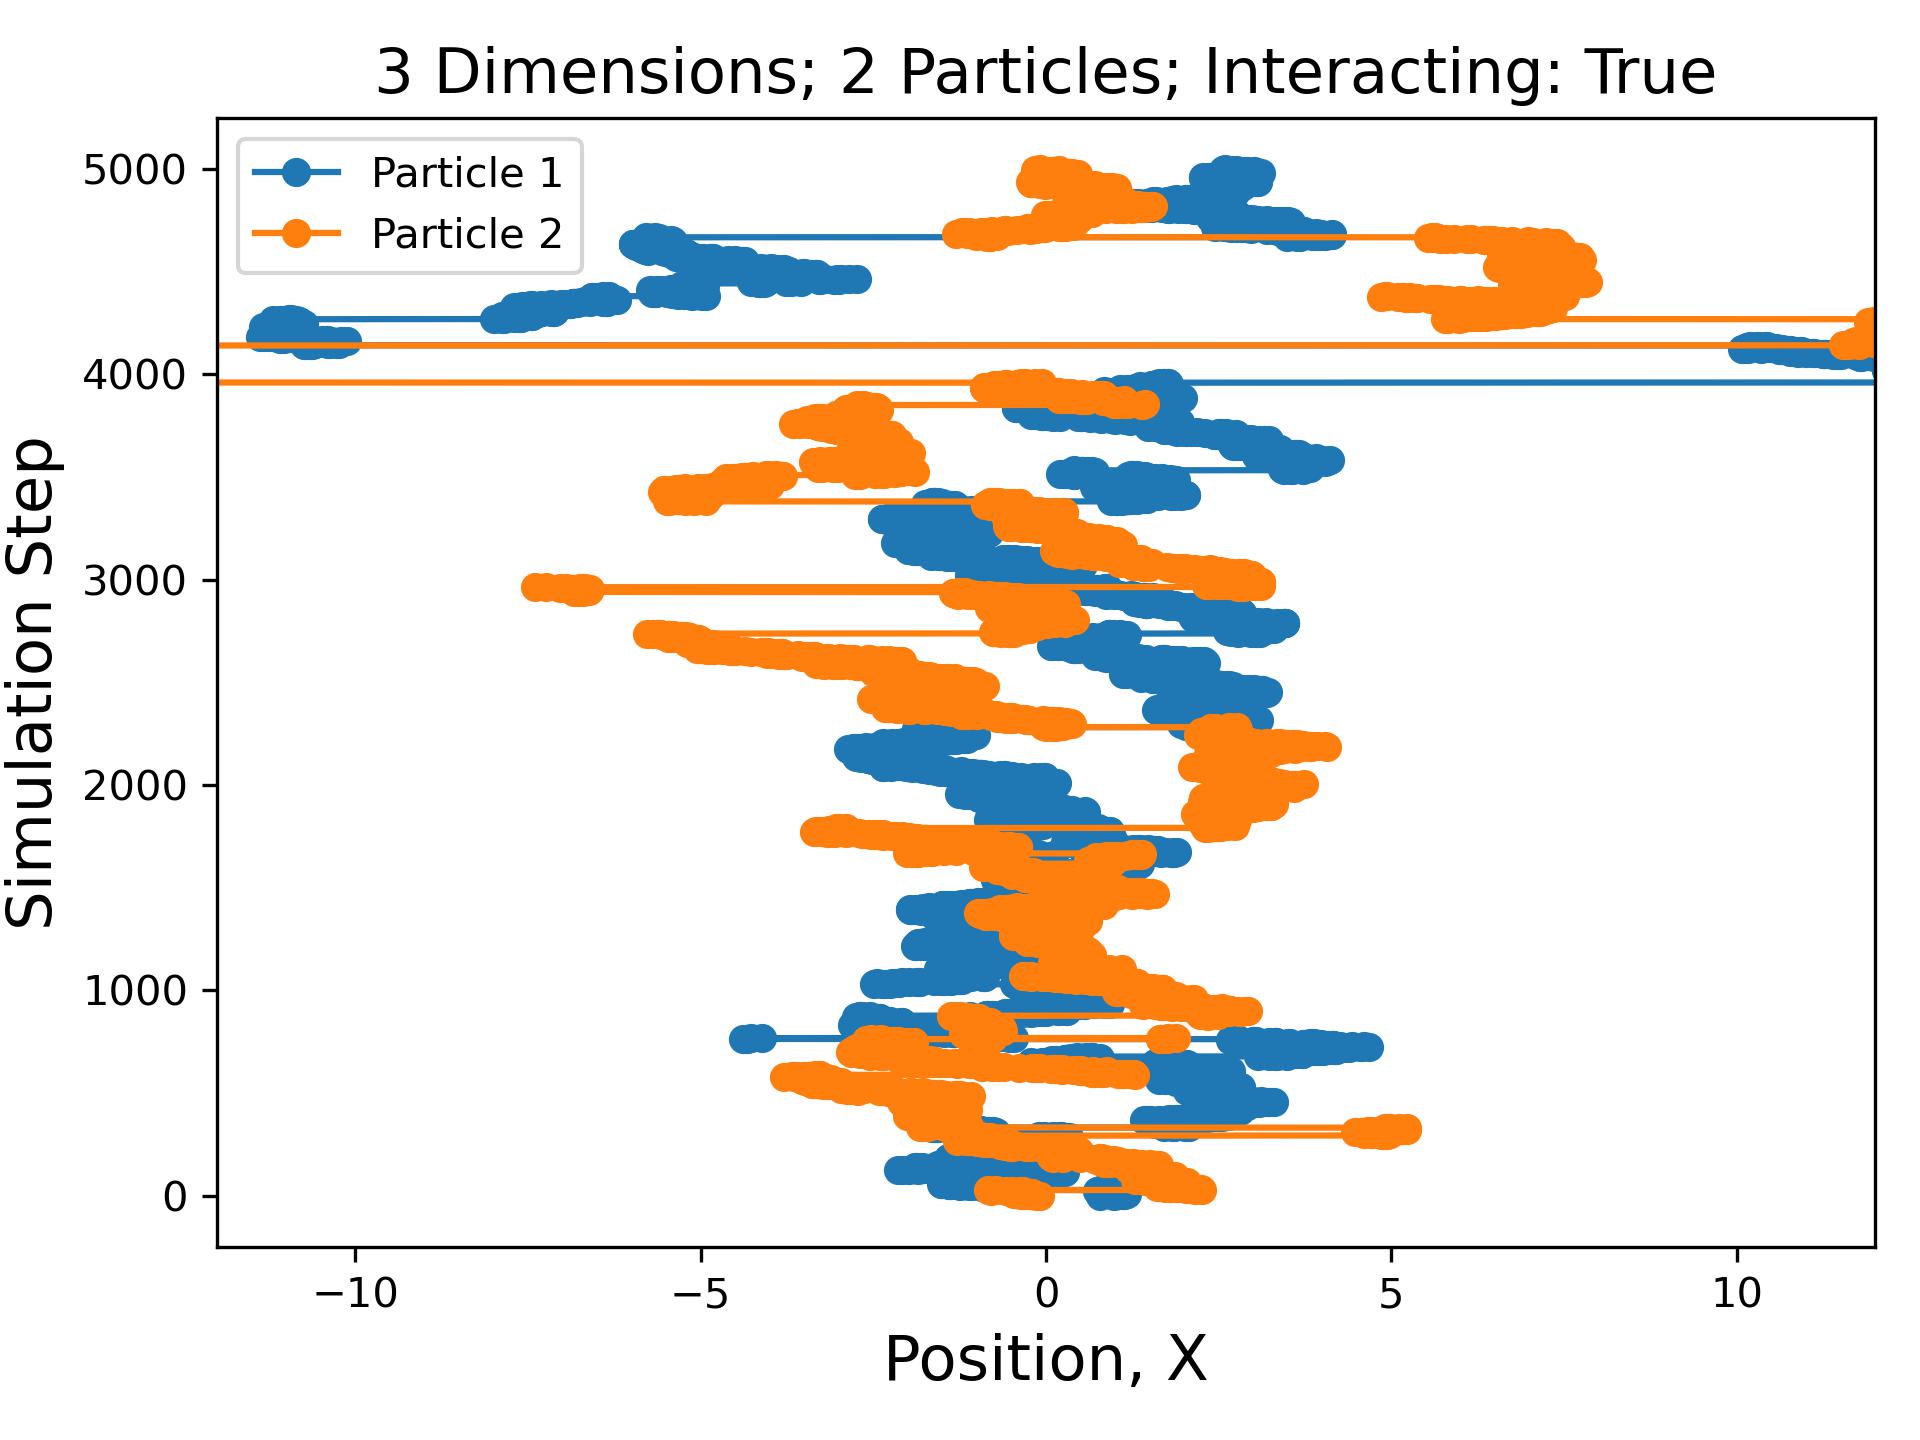 3 Dimensions; 2 Particles; Interacting: True
Particle 1
Particle 2
Simulation Step
5000
4000
3000
2000
1000
0
−10
−5
0
5
10
Position, X